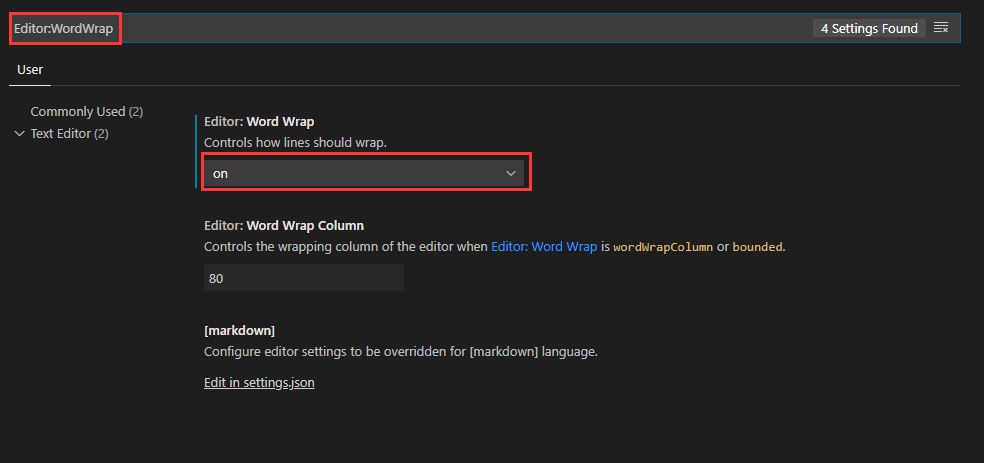 Editor:WordWrap
4 Settings Found
User
Commonly Used (2)
Text Editor (2)
Editor: Word Wrap
Controls how lines should wrap.
on
Editor: Word Wrap Column
Controls the wrapping column of the editor when Editor: Word Wrap is wordWrapColumn or bounded.
80
[markdown]
Configure editor settings to be overridden for [markdown] language.
Edit in settings.json